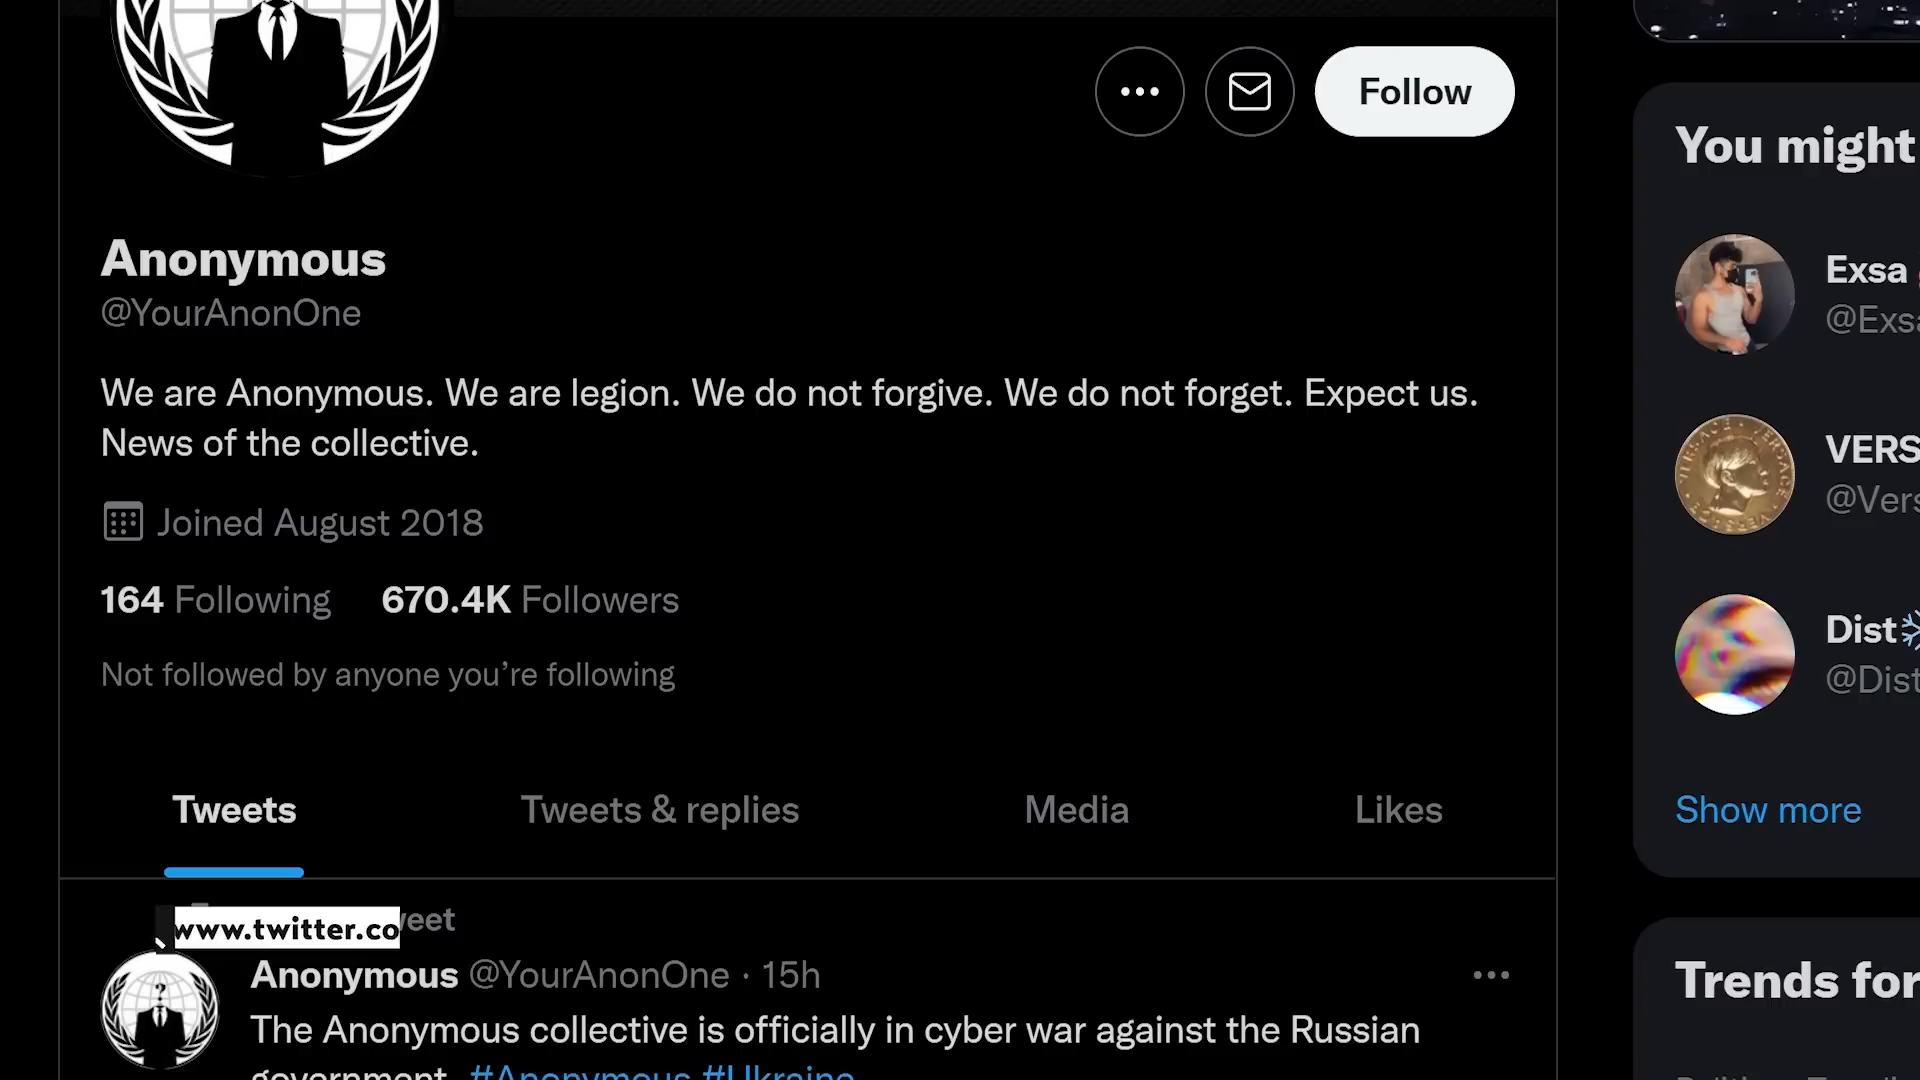 Follow
Anonymous
@YourAnonOne
We are Anonymous. We are legion. We do not forgive. We do not forget. Expect us.
News of the collective.
Joined August 2018
164 Following 670.4K Followers
Not followed by anyone you’re following
Tweets Tweets & replies Media Likes
www.twitter.co
Anonymous @YourAnonOne · 15h
The Anonymous collective is officially in cyber war against the Russian
government. #Anonymous #Ukraine
You might
Exsa
@Exsa
VERS
@Vers
Dist
@Dist
Show more
Trends for